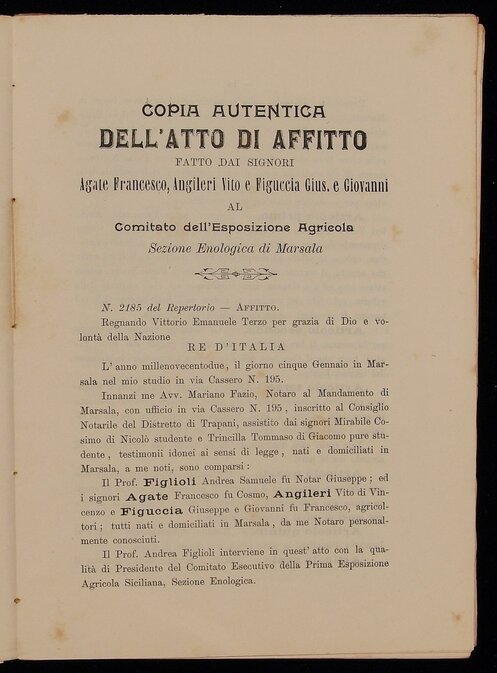 COPIA AUTENTICA
DELL'ATTO DI AFFITTO
FATTO DAI SIGNORI
Agate Francesco, Angileri Vito e Figuccia Gius. e Giovanni
AL
Comitato dell'Esposizione Agricola
Sezione Enologica di Marsala
N. 2185 del Repertorio — AFFITTO.
Regnando Vittorio Emanuele Terzo per grazia di Dio e vo-
lontà della Nazione
RE D'ITALIA
L' anno millenovecentodue, il giorno cinque Gennaio in Mar-
sala nel mio studio in via Cassero N. 195.
Innanzi me Avv. Mariano Fazio, Notaro al Mandamento di
Marsala, con ufficio in via Cassero N. 195, inscritto al Consiglio
Notarile del Distretto di Trapani, assistito dai signori Mirabile Co-
simo di Nicolò studente e Trincilla Tommaso di Giacomo pure stu-
dente, testimonii idonei ai sensi di legge, nati e domiciliati in
Marsala, a me noti, sono comparsi:
Il Prof. Figlioli Andrea Samuele fu Notar Giuseppe; ed
i signori Agate Francesco fu Cosmo, Angileri Vito di Vin-
cenzo e Figuccia Giuseppe e Giovanni fu Francesco, agricol-
tori; tutti nati e domiciliati in Marsala, da me Notaro personal-
mente conosciuti.
Il Prof. Andrea Figlioli interviene in quest' atto con la qua-
lità di Presidente del Comitato Esecutivo della Prima Esposizione
Agricola Siciliana, Sezione Enologica.